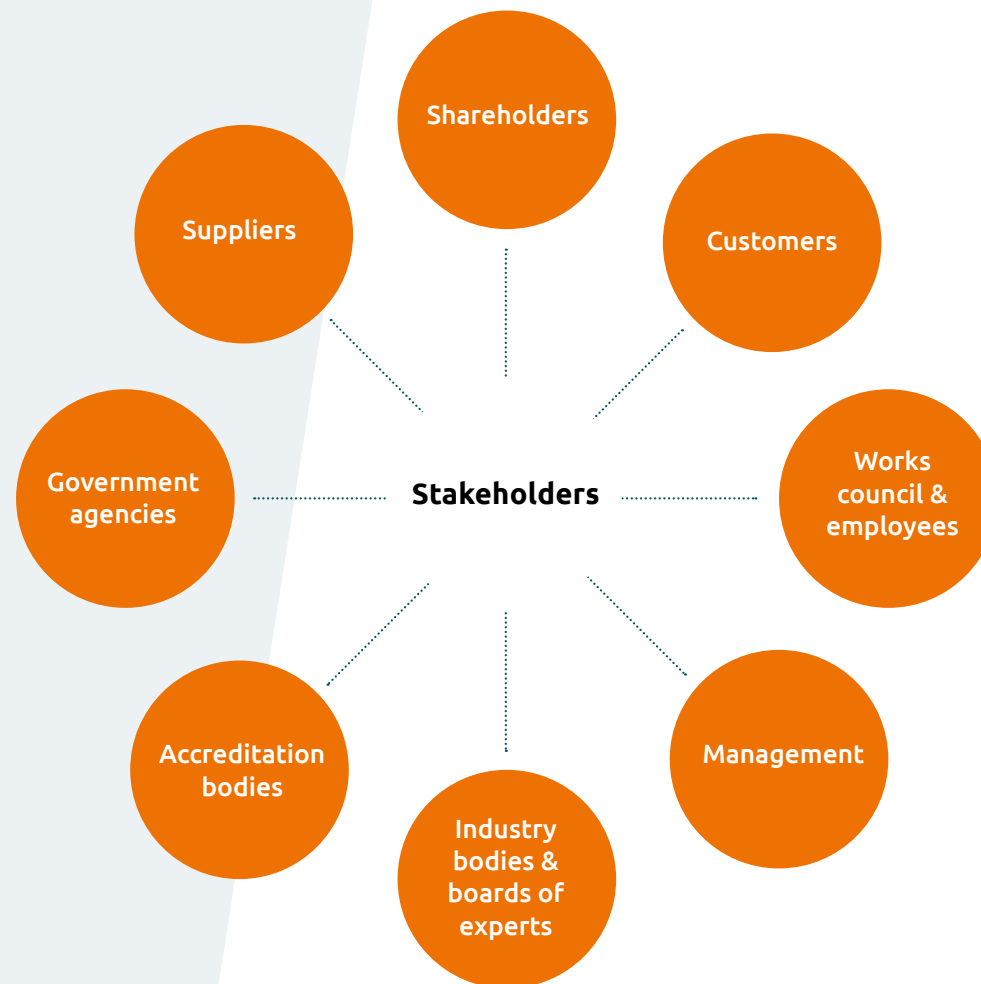 Shareholders
Suppliers
Customers
Works
council &
employees
Government
agencies
Stakeholders
Accreditation
bodies
Management
Industry
bodies &
boards of
experts